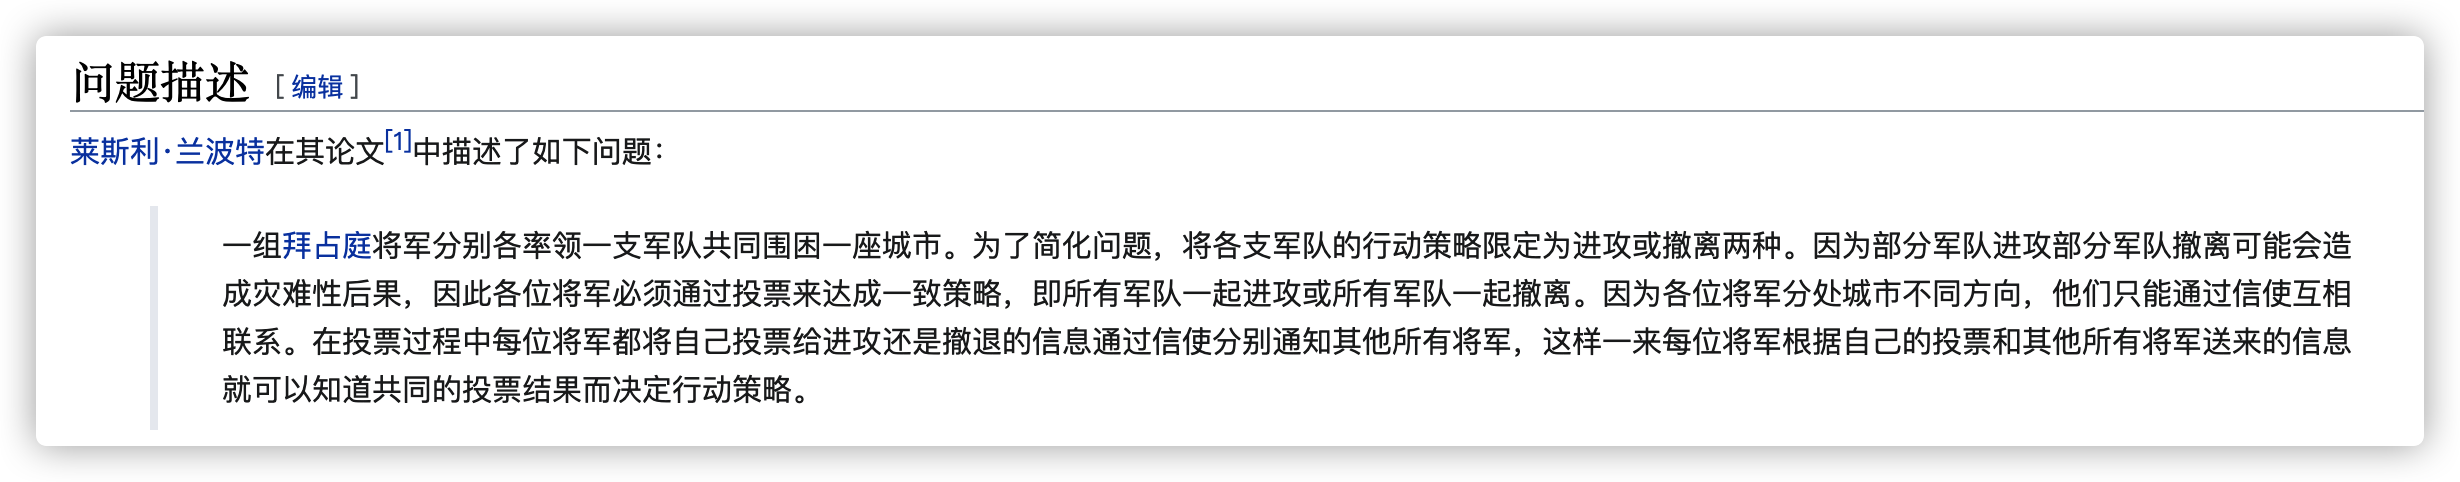 问题描述 [编辑]
莱斯利·兰波特在其论文[1]中描述了如下问题：
一组拜占庭将军分别各率领一支军队共同围困一座城市。为了简化问题，将各支军队的行动策略限定为进攻或撤离两种。因为部分军队进攻部分军队撤离可能会造
成灾难性后果，因此各位将军必须通过投票来达成一致策略，即所有军队一起进攻或所有军队一起撤离。因为各位将军分处城市不同方向，他们只能通过信使互相
联系。在投票过程中每位将军都将自己投票给进攻还是撤退的信息通过信使分别通知其他所有将军，这样一来每位将军根据自己的投票和其他所有将军送来的信息
就可以知道共同的投票结果而决定行动策略。